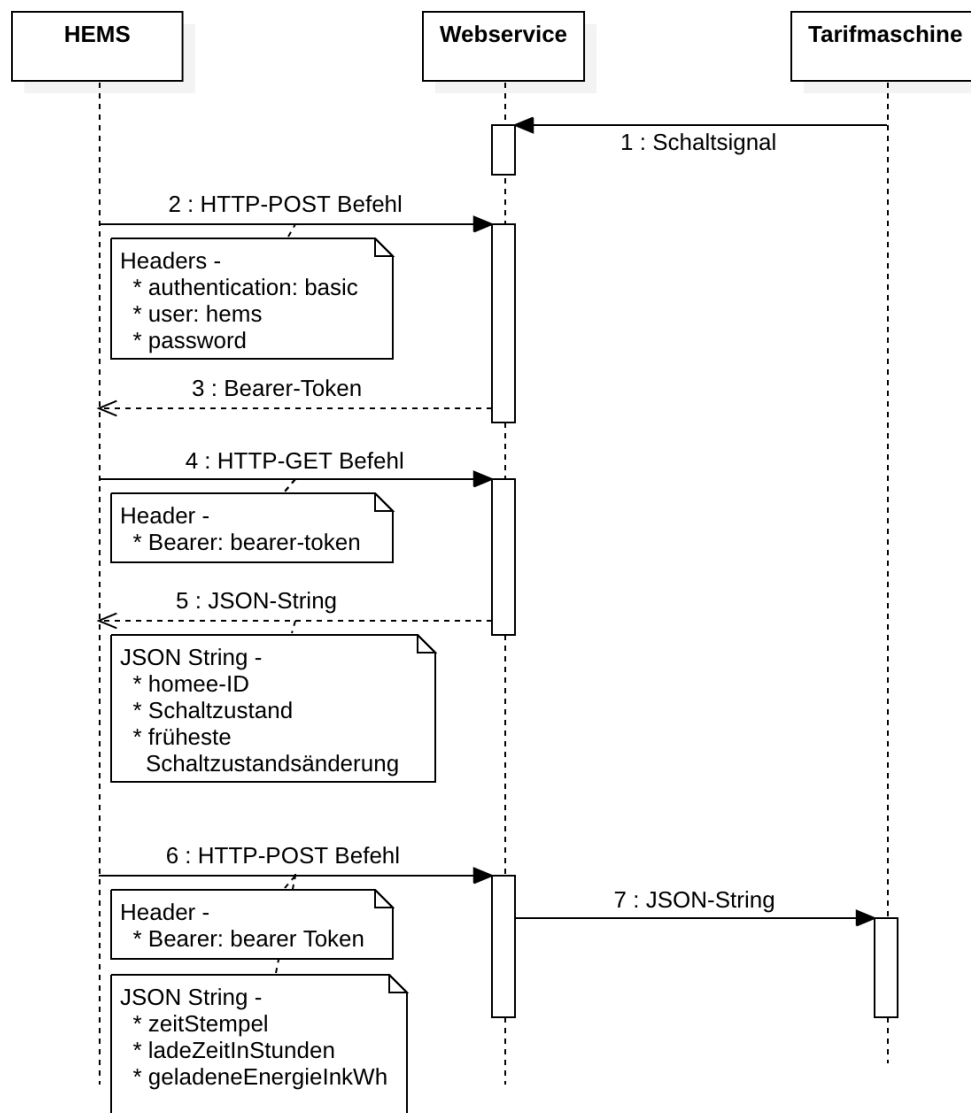 HEMS
Webservice
Tarifmaschine
1 : Schaltsignal
2 : HTTP-POST Befehl
Headers -
* authentication: basic
* user: hems
* password
3 : Bearer-Token
4 : HTTP-GET Befehl
Header -
* Bearer: bearer-token
5 : JSON-String
JSON String -
* homee-ID
* Schaltzustand
* früheste
Schaltzustandsänderung
6 : HTTP-POST Befehl
7 : JSON-String
Header -
* Bearer: bearer Token
JSON String -
* zeitStempel
* ladeZeitInStunden
* geladeneEnergieInkWh